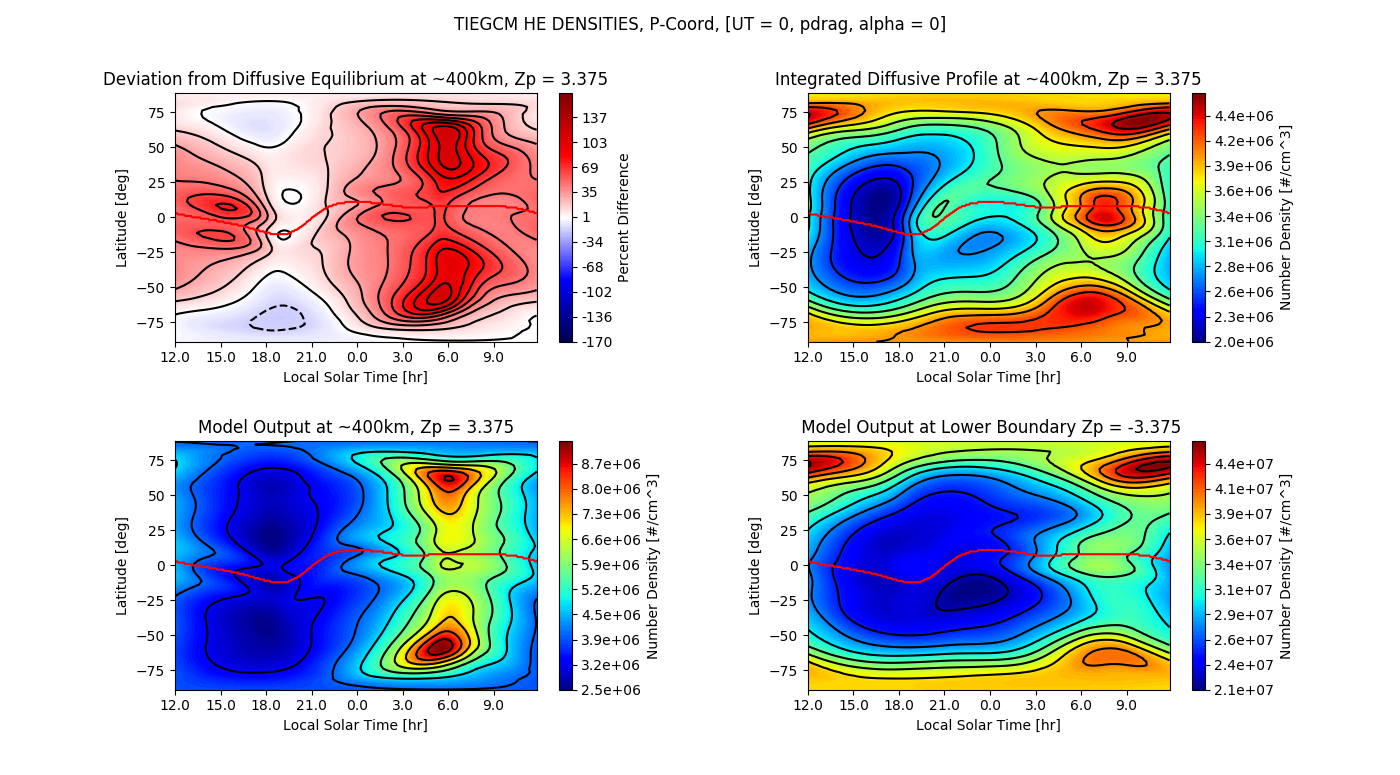 TIEGCM HE DENSITIES, P-Coord, [UT = 0, pdrag, alpha = 0]
Deviation from Diffusive Equilibrium at ~400km, Zp = 3.375
75
50
25
0
−25
−50
−75
Latitude [deg]
12.0 15.0 18.0 21.0 0.0 3.0 6.0 9.0
Local Solar Time [hr]
137
103
69
35
1
-34
-68
-102
-136
-170
Percent Difference
Integrated Diffusive Profile at ~400km, Zp = 3.375
75
50
25
0
−25
−50
−75
Latitude [deg]
12.0 15.0 18.0 21.0 0.0 3.0 6.0 9.0
Local Solar Time [hr]
4.4e+06
4.2e+06
3.9e+06
3.6e+06
3.4e+06
3.1e+06
2.8e+06
2.6e+06
2.3e+06
2.0e+06
Number Density [#/cm^3]
Model Output at ~400km, Zp = 3.375
75
50
25
0
−25
−50
−75
Latitude [deg]
12.0 15.0 18.0 21.0 0.0 3.0 6.0 9.0
Local Solar Time [hr]
8.7e+06
8.0e+06
7.3e+06
6.6e+06
5.9e+06
5.2e+06
4.5e+06
3.9e+06
3.2e+06
2.5e+06
Number Density [#/cm^3]
Model Output at Lower Boundary Zp = -3.375
75
50
25
0
−25
−50
−75
Latitude [deg]
12.0 15.0 18.0 21.0 0.0 3.0 6.0 9.0
Local Solar Time [hr]
4.4e+07
4.1e+07
3.9e+07
3.6e+07
3.4e+07
3.1e+07
2.9e+07
2.6e+07
2.4e+07
2.1e+07
Number Density [#/cm^3]